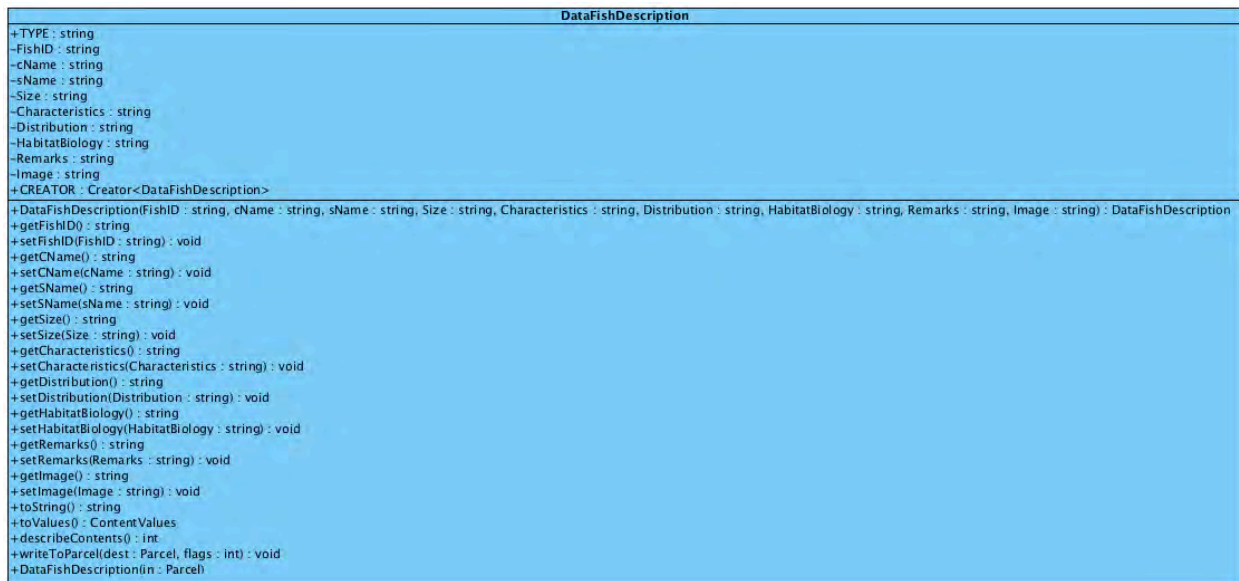 DataFishDescription
+TYPE : string
-FishID : string
-cName : string
-sName : string
-Size : string
-Characteristics : string
-Distribution : string
-HabitatBiology : string
-Remarks : string
-Image : string
+CREATOR : Creator<DataFishDescription>
+DataFishDescription(FishID : string, cName : string, sName : string, Size : string, Characteristics : string, Distribution : string, HabitatBiology : string, Remarks : string, Image : string) : DataFishDescription
+getFishID() : string
+setFishID(FishID : string) : void
+getCName() : string
+setCName(cName : string) : void
+getSName() : string
+setSName(sName : string) : void
+getSize() : string
+setSize(Size : string) : void
+getCharacteristics() : string
+setCharacteristics(Characteristics : string) : void
+getDistribution() : string
+setDistribution(Distribution : string) : void
+getHabitatBiology() : string
+setHabitatBiology(HabitatBiology : string) : void
+getRemarks() : string
+setRemarks(Remarks : string) : void
+getImage() : string
+setImage(Image : string) : void
+toString() : string
+toValues() : ContentValues
+describeContents() : int
+writeToParcel(dest : Parcel, flags : int) : void
+DataFishDescription(in : Parcel)